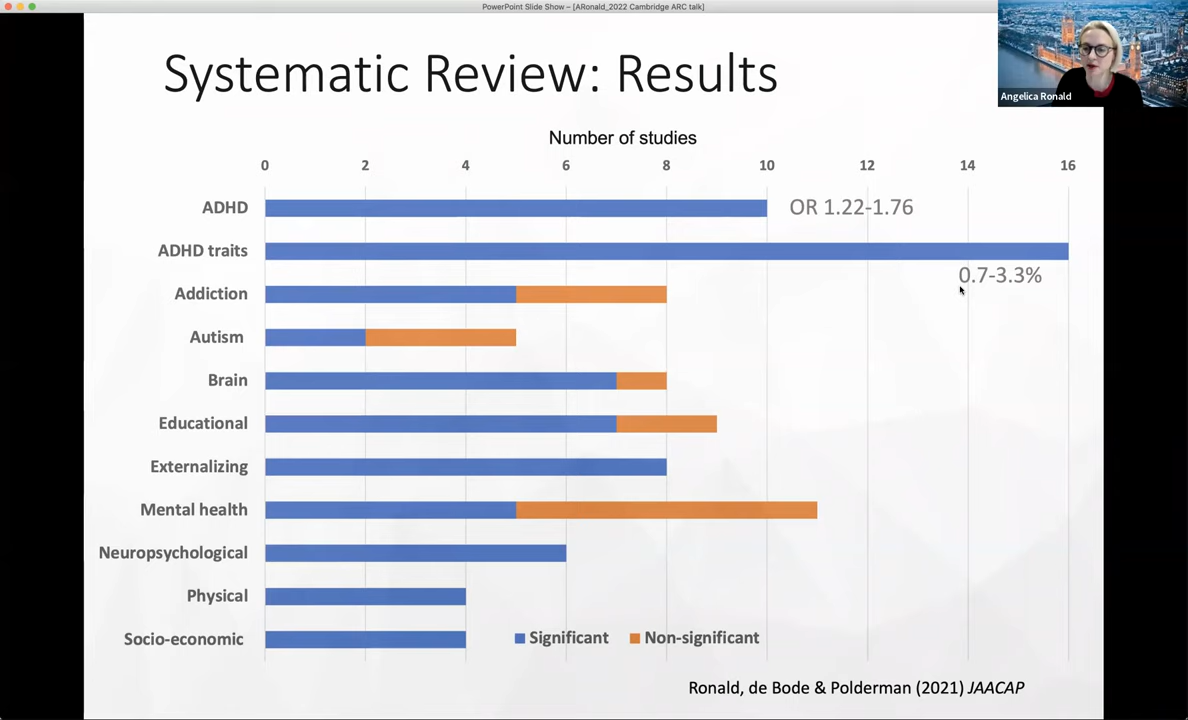 PowerPoint Slide Show – [ARonald_2022 Cambridge ARC talk]
Angelica Ronald
Systematic Review: Results
Number of studies
0 2 4 6 8 10 12 14 16
ADHD OR 1.22-1.76
ADHD traits
0.7-3.3%
Addiction
Autism
Brain
Educational
Externalizing
Mental health
Neuropsychological
Physical
Socio-economic
Significant Non-significant
Ronald, de Bode & Polderman (2021) JAACAP